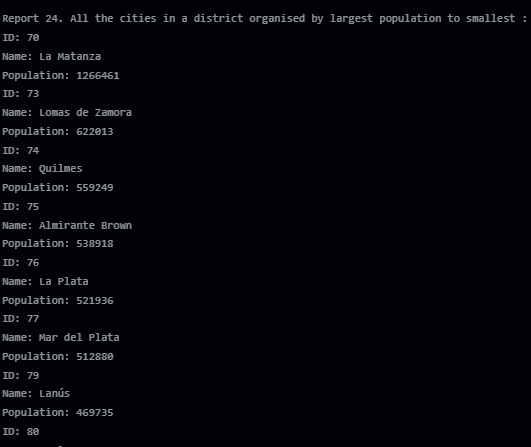 Report 24. All the cities in a district organised by largest population to smallest :
ID: 70
Name: La Matanza
Population: 1266461
ID: 73
Name: Lomas de Zamora
Population: 622013
ID: 74
Name: Quilmes
Population: 559249
ID: 75
Name: Almirante Brown
Population: 538918
ID: 76
Name: La Plata
Population: 521936
ID: 77
Name: Mar del Plata
Population: 512880
ID: 79
Name: Lanús
Population: 469735
ID: 80